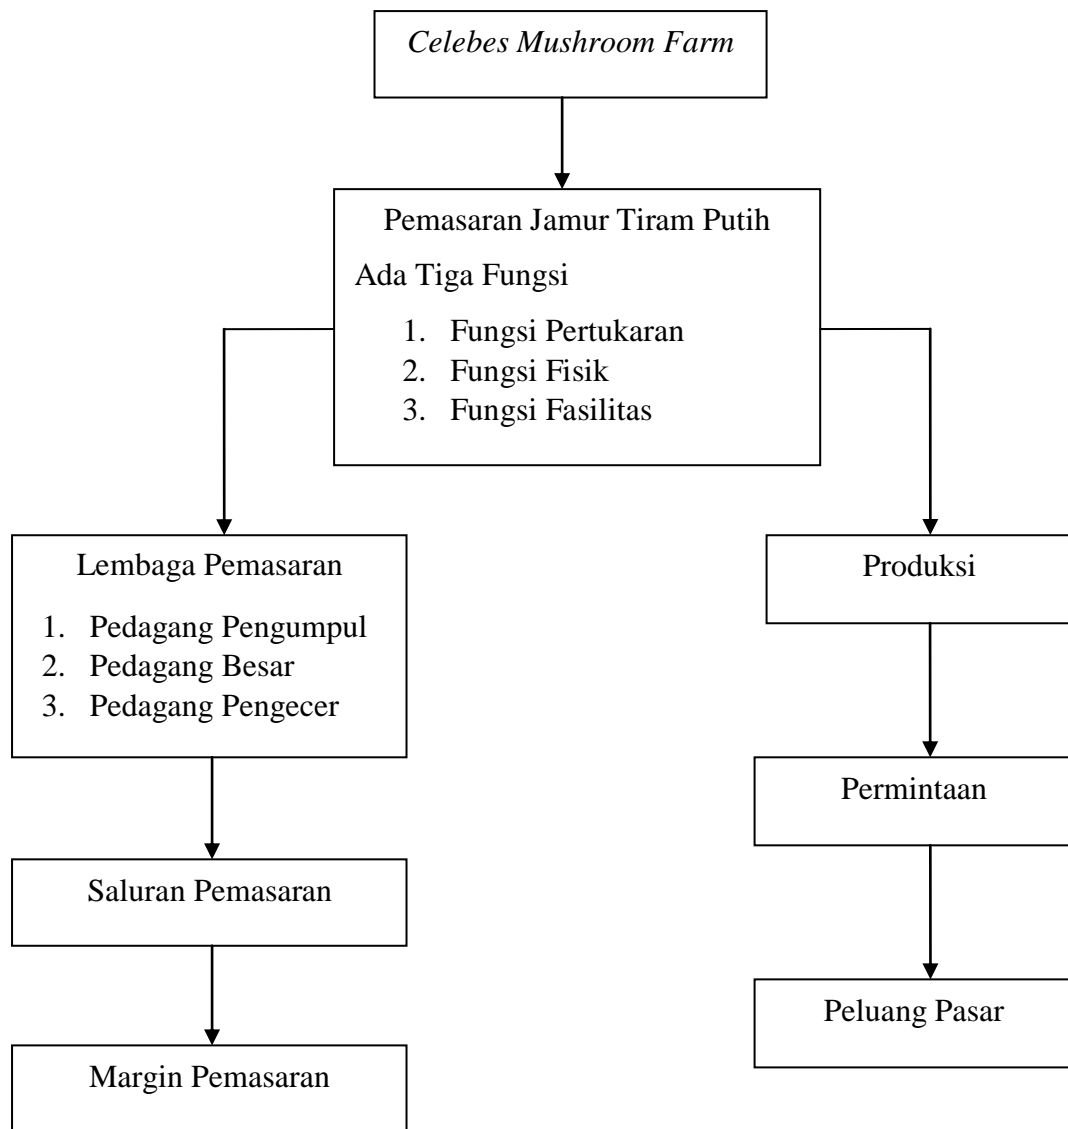 Celebes Mushroom Farm
Pemasaran Jamur Tiram Putih
Ada Tiga Fungsi
1. Fungsi Pertukaran
2. Fungsi Fisik
3. Fungsi Fasilitas
Lembaga Pemasaran
1. Pedagang Pengumpul
2. Pedagang Besar
3. Pedagang Pengecer
Saluran Pemasaran
Margin Pemasaran
Produksi
Permintaan
Peluang Pasar